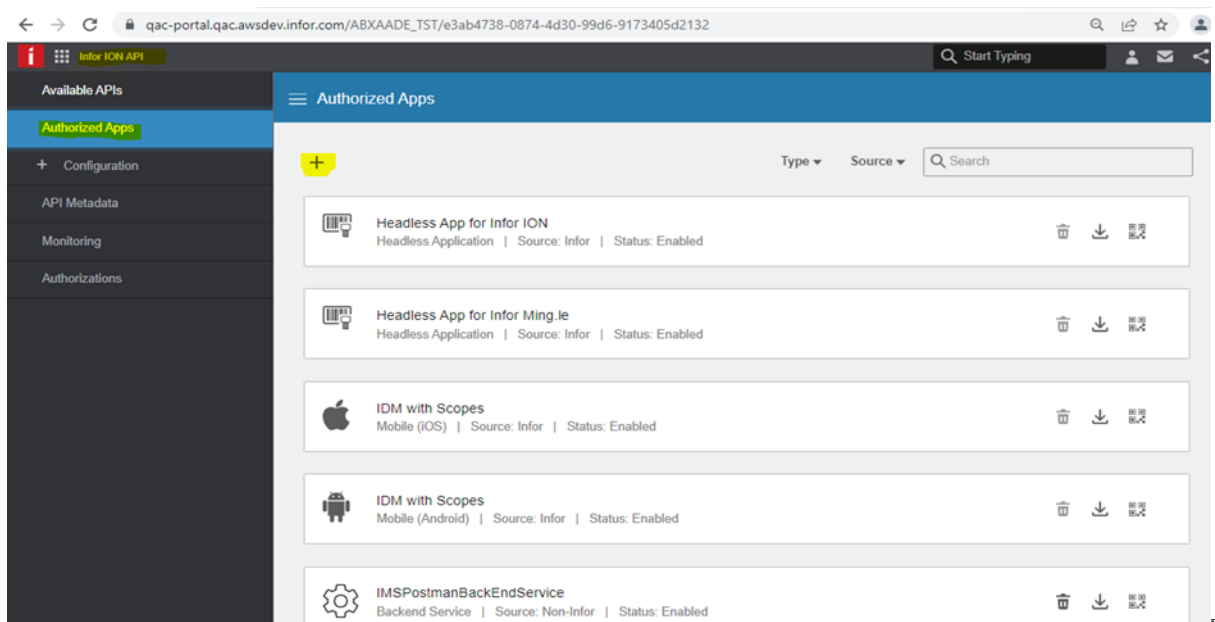 qac-portal.qac.awsdev.infor.com/ABXAADE_TST/e3ab4738-0874-4d30-99d6-9173405d2132
i Infor ION API Start Typing
Available APIs
Authorized Apps
Authorized Apps
+ Configuration
API Metadata
Monitoring
Authorizations
+ Type Source Search
Headless App for Infor ION
Headless Application | Source: Infor | Status: Enabled
Headless App for Infor Ming.le
Headless Application | Source: Infor | Status: Enabled
IDM with Scopes
Mobile (iOS) | Source: Infor | Status: Enabled
IDM with Scopes
Mobile (Android) | Source: Infor | Status: Enabled
IMSPostmanBackEndService
Backend Service | Source: Non-Infor | Status: Enabled